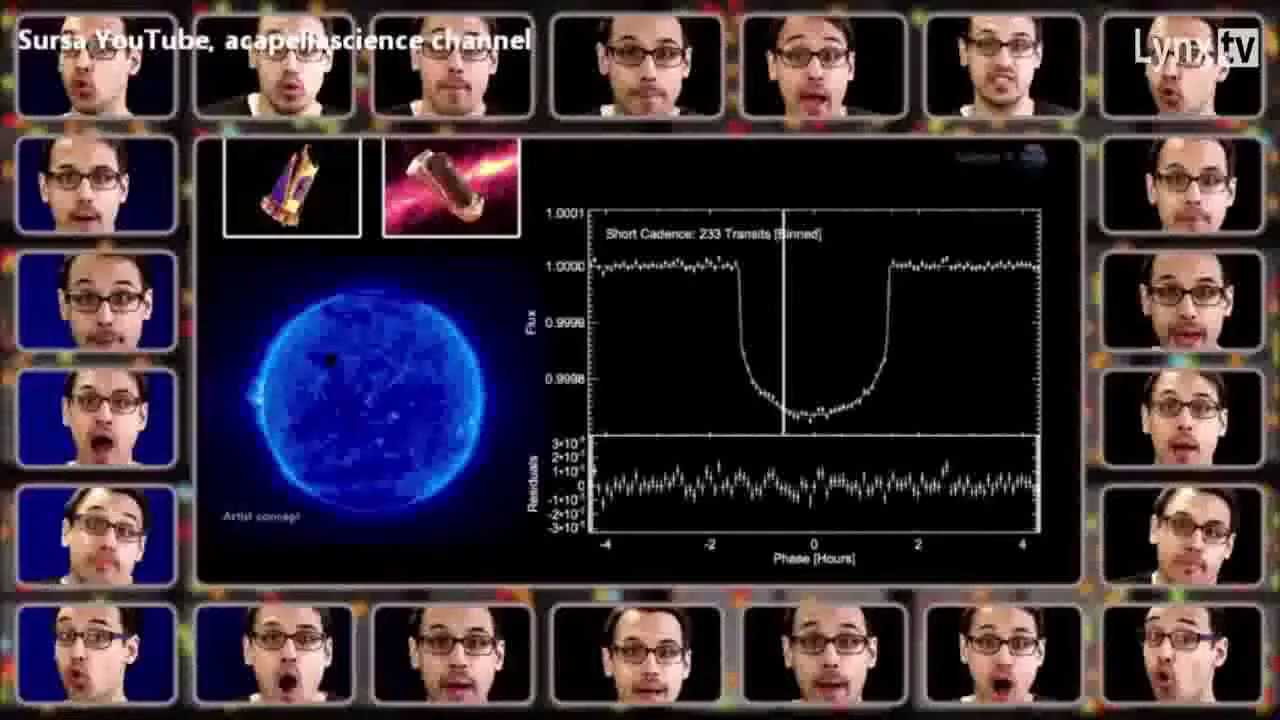 Sursa YouTube, acapellascience channel
Lynx tv
1.0001
Short Cadence: 233 Transits [Binned]
1.0000
Flux
0.9999
0.9998
Residuals
0
-4
-2
0
2
4
Phase [Hours]
Artist concept